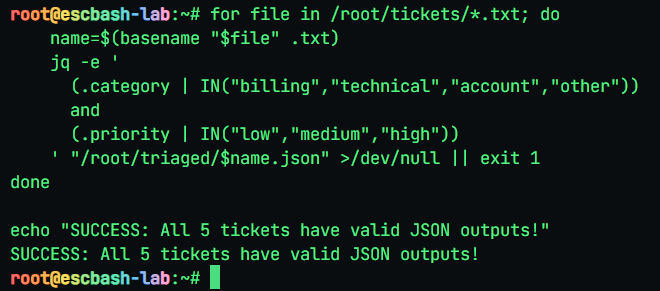 root@escbash-lab:~# for file in /root/tickets/*.txt; do
    name=$(basename "$file" .txt)
    jq -e '
      (.category | IN("billing","technical","account","other"))
      and
      (.priority | IN("low","medium","high"))
    ' "/root/triaged/$name.json" >/dev/null || exit 1
done

echo "SUCCESS: All 5 tickets have valid JSON outputs!"
SUCCESS: All 5 tickets have valid JSON outputs!
root@escbash-lab:~#